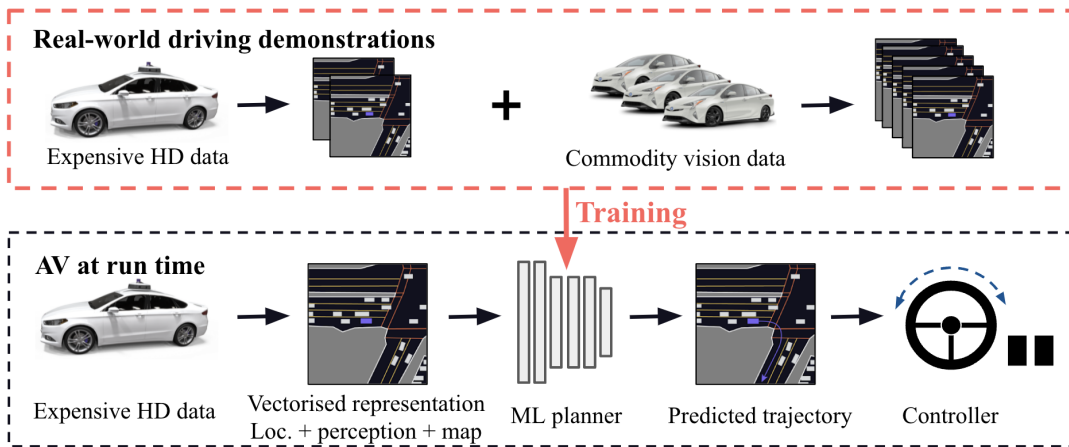 Real-world driving demonstrations
+
Expensive HD data
Commodity vision data
Training
AV at run time
Expensive HD data
Vectorised representation
Loc. + perception + map
ML planner
Predicted trajectory
Controller